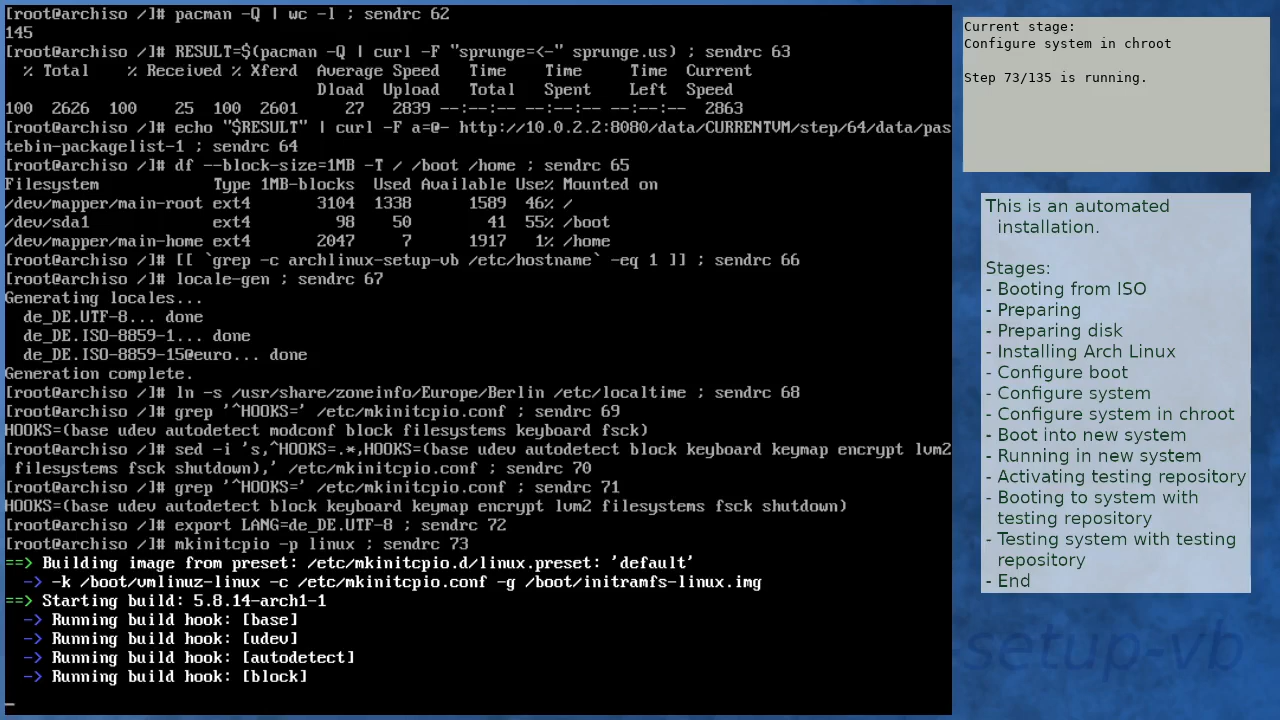 [root@archiso /]# pacman -Q | wc -l ; sendrc 62
145
[root@archiso /]# RESULT=$(pacman -Q | curl -F "sprunge=<-" sprunge.us) ; sendrc 63
  % Total    % Received % Xferd  Average Speed   Time    Time     Time  Current
                                 Dload  Upload   Total   Spent    Left  Speed
100  2626  100    25  100  2601     27   2839 --:--:-- --:--:-- --:--:--  2863
[root@archiso /]# echo "$RESULT" | curl -F a=@- http://10.0.2.2:8080/data/CURRENTVM/step/64/data/pas
tebin-packagelist-1 ; sendrc 64
[root@archiso /]# df --block-size=1MB -T / /boot /home ; sendrc 65
Filesystem            Type 1MB-blocks  Used Available Use% Mounted on
/dev/mapper/main-root ext4       3104  1338      1589  46% /
/dev/sda1             ext4         98    50        41  55% /boot
/dev/mapper/main-home ext4       2047     7      1917   1% /home
[root@archiso /]# [[ `grep -c archlinux-setup-vb /etc/hostname` -eq 1 ]] ; sendrc 66
[root@archiso /]# locale-gen ; sendrc 67
Generating locales...
  de_DE.UTF-8... done
  de_DE.ISO-8859-1... done
  de_DE.ISO-8859-15@euro... done
Generation complete.
[root@archiso /]# ln -s /usr/share/zoneinfo/Europe/Berlin /etc/localtime ; sendrc 68
[root@archiso /]# grep '^HOOKS=' /etc/mkinitcpio.conf ; sendrc 69
HOOKS=(base udev autodetect modconf block filesystems keyboard fsck)
[root@archiso /]# sed -i 's,^HOOKS=.*,HOOKS=(base udev autodetect block keyboard keymap encrypt lvm2
 filesystems fsck shutdown),' /etc/mkinitcpio.conf ; sendrc 70
[root@archiso /]# grep '^HOOKS=' /etc/mkinitcpio.conf ; sendrc 71
HOOKS=(base udev autodetect block keyboard keymap encrypt lvm2 filesystems fsck shutdown)
[root@archiso /]# export LANG=de_DE.UTF-8 ; sendrc 72
[root@archiso /]# mkinitcpio -p linux ; sendrc 73
==> Building image from preset: /etc/mkinitcpio.d/linux.preset: 'default'
  -> -k /boot/vmlinuz-linux -c /etc/mkinitcpio.conf -g /boot/initramfs-linux.img
==> Starting build: 5.8.14-arch1-1
  -> Running build hook: [base]
  -> Running build hook: [udev]
  -> Running build hook: [autodetect]
  -> Running build hook: [block]
_
Current stage:
Configure system in chroot
Step 73/135 is running.
This is an automated
installation.
Stages:
- Booting from ISO
- Preparing
- Preparing disk
- Installing Arch Linux
- Configure boot
- Configure system
- Configure system in chroot
- Boot into new system
- Running in new system
- Activating testing repository
- Booting to system with
testing repository
- Testing system with testing
repository
- End
setup-vb